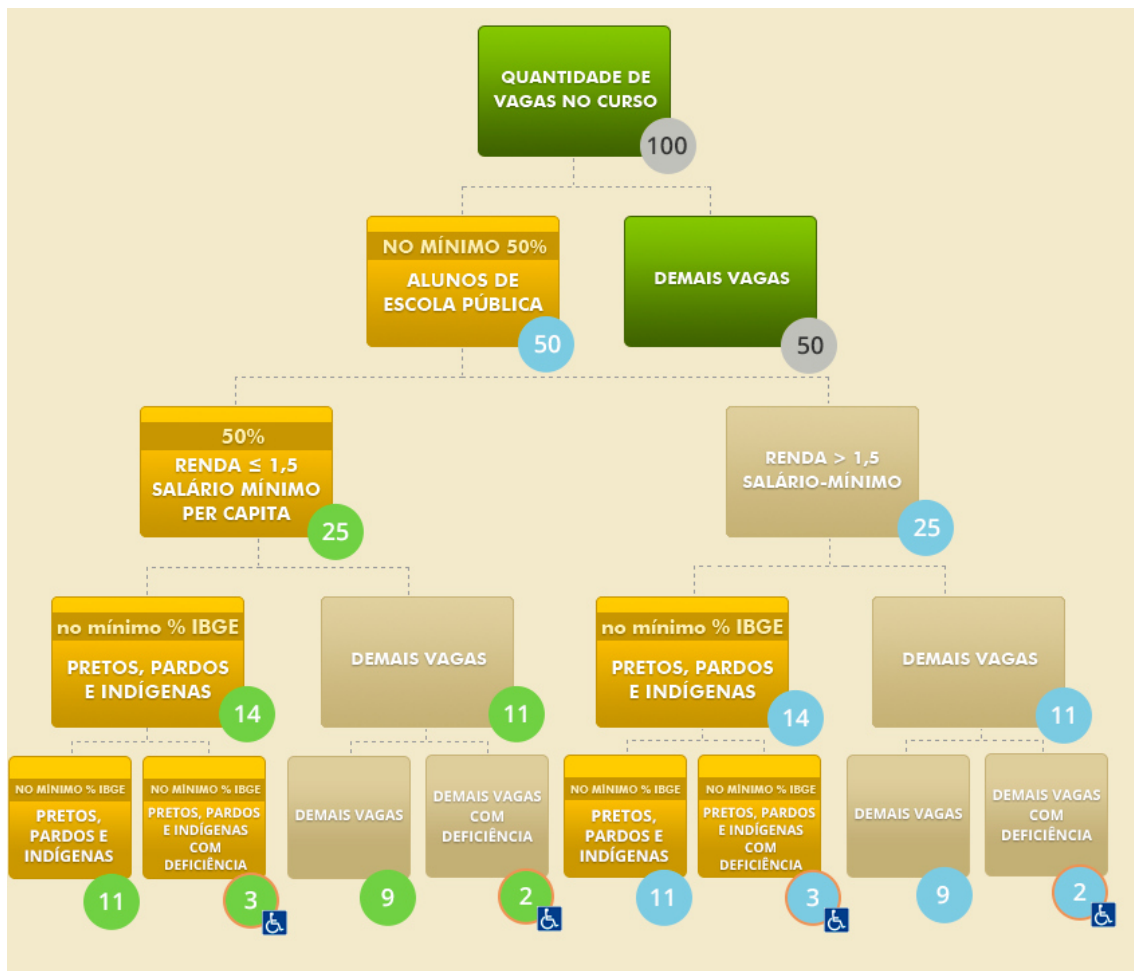 QUANTIDADE DE
VAGAS NO CURSO
100
NO MÍNIMO 50%
ALUNOS DE
ESCOLA PÚBLICA
50
DEMAIS VAGAS
50
50%
RENDA ≤ 1,5
SALÁRIO MÍNIMO
PER CAPITA
25
RENDA > 1,5
SALÁRIO-MÍNIMO
25
no mínimo % IBGE
PRETOS, PARDOS
E INDÍGENAS
14
DEMAIS VAGAS
11
no mínimo % IBGE
PRETOS, PARDOS
E INDÍGENAS
14
DEMAIS VAGAS
11
NO MÍNIMO % IBGE
PRETOS,
PARDOS E
INDÍGENAS
11
NO MÍNIMO % IBGE
PRETOS, PARDOS
E INDÍGENAS
COM
DEFICIÊNCIA
3
DEMAIS VAGAS
9
DEMAIS VAGAS
COM
DEFICIÊNCIA
2
NO MÍNIMO % IBGE
PRETOS,
PARDOS E
INDÍGENAS
11
NO MÍNIMO % IBGE
PRETOS, PARDOS
E INDÍGENAS
COM
DEFICIÊNCIA
3
DEMAIS VAGAS
9
DEMAIS VAGAS
COM
DEFICIÊNCIA
2